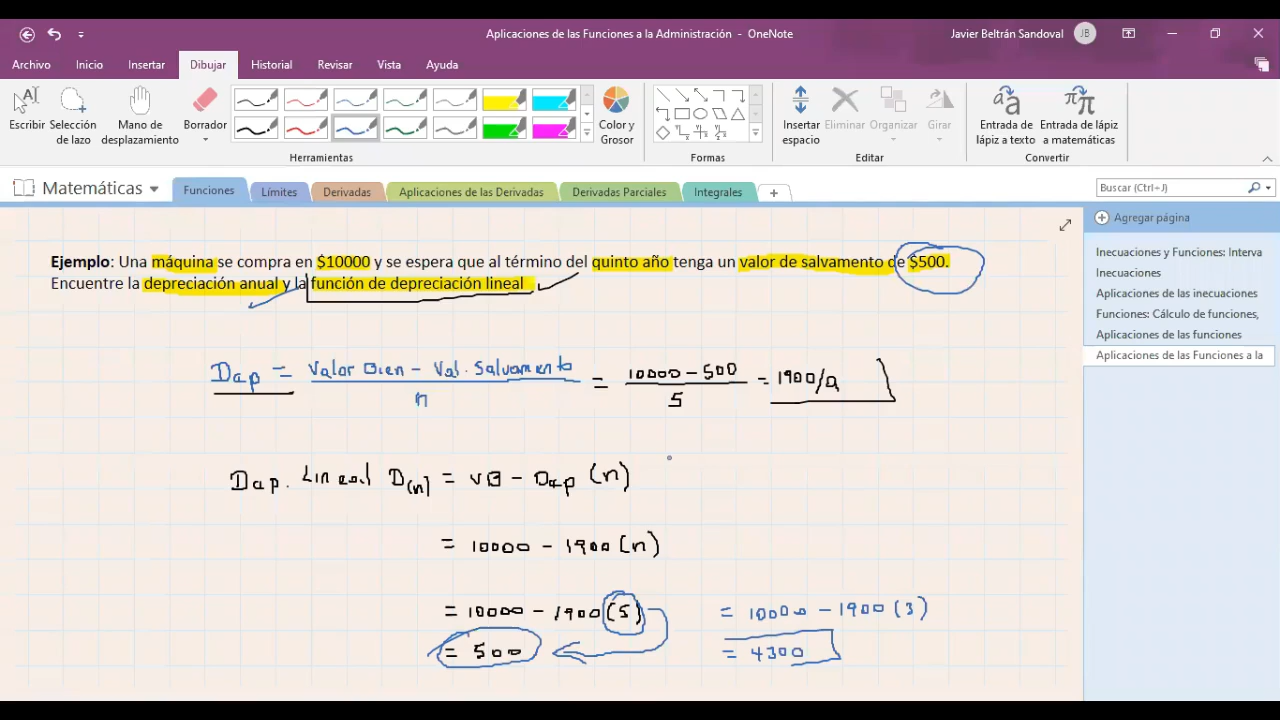 Aplicaciones de las Funciones a la Administración - OneNote
Javier Beltrán Sandoval JB
Archivo Inicio Insertar Dibujar Historial Revisar Vista Ayuda
Escribir Selección de lazo Mano de desplazamiento Borrador Color y Grosor Insertar espacio Eliminar Organizar Girar Entrada de lápiz a texto Entrada de lápiz a matemáticas
Herramientas Formas Editar Convertir
Matemáticas Funciones Límites Derivadas Aplicaciones de las Derivadas Derivadas Parciales Integrales Buscar (Ctrl+J)
Agregar página
Inecuaciones y Funciones: Interva
Inecuaciones
Aplicaciones de las inecuaciones
Funciones: Cálculo de funciones,
Aplicaciones de las funciones
Aplicaciones de las Funciones a la
Ejemplo: Una máquina se compra en $10000 y se espera que al término del quinto año tenga un valor de salvamento de $500.
Encuentre la depreciación anual y la función de depreciación lineal
Dap = Valor Bien - Val. Salvamento / n = 10000 - 500 / 5 = 1900/a
Dap. Lineal D(n) = VB - Dap (n)
= 10000 - 1900 (n)
= 10000 - 1900 (5)
= 500
= 10000 - 1900 (3)
= 4300